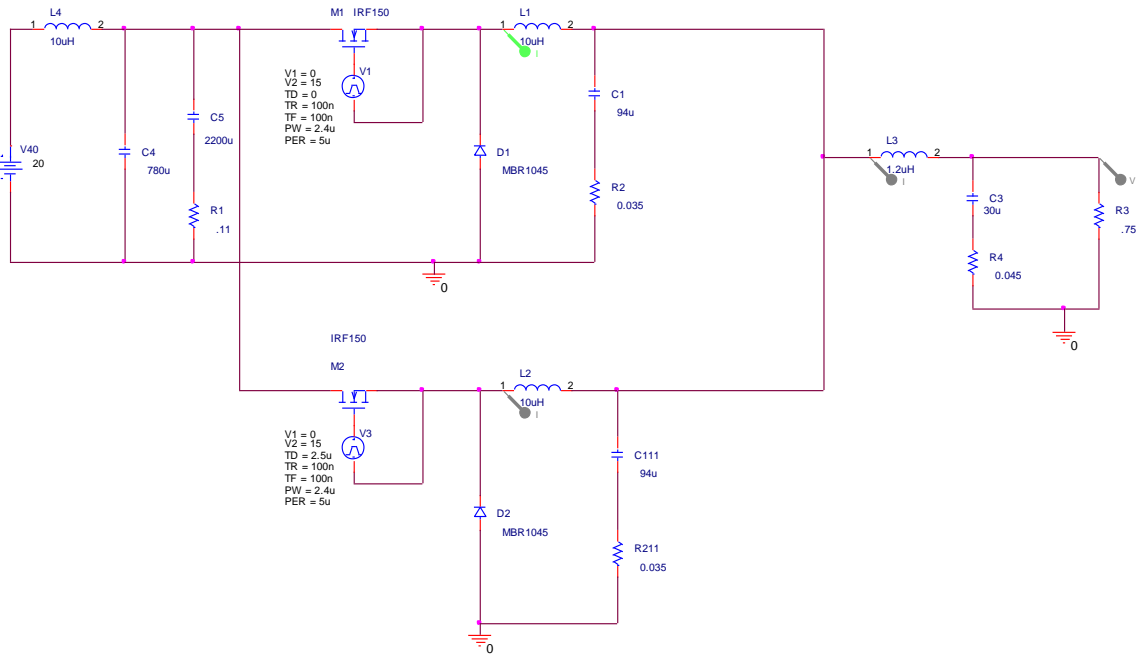 L4
1
2
10uH
M1 IRF150
L1
1
2
10uH
I
V1
V1 = 0
V2 = 15
TD = 0
TR = 100n
TF = 100n
PW = 2.4u
PER = 5u
C1
94u
C5
2200u
C4
780u
V40
20
D1
MBR1045
R2
0.035
R1
.11
0
L3
1
2
1.2uH
I
V
C3
30u
R3
.75
R4
0.045
0
IRF150
M2
L2
1
2
10uH
I
V3
V1 = 0
V2 = 15
TD = 2.5u
TR = 100n
TF = 100n
PW = 2.4u
PER = 5u
C111
94u
D2
MBR1045
R211
0.035
0